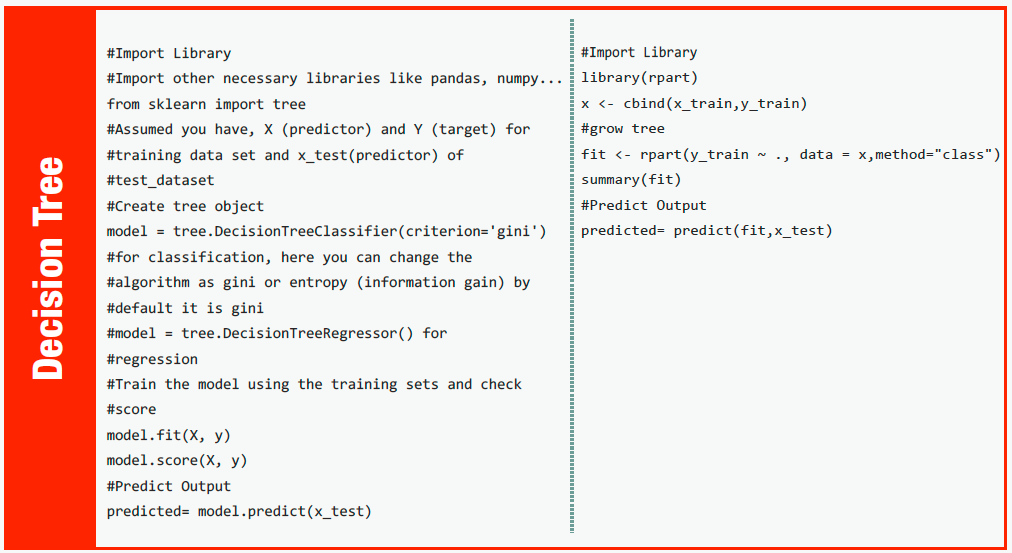 Decision Tree
#Import Library
#Import other necessary libraries like pandas, numpy...
from sklearn import tree
#Assumed you have, X (predictor) and Y (target) for
#training data set and x_test(predictor) of
#test_dataset
#Create tree object
model = tree.DecisionTreeClassifier(criterion='gini')
#for classification, here you can change the
#algorithm as gini or entropy (information gain) by
#default it is gini
#model = tree.DecisionTreeRegressor() for
#regression
#Train the model using the training sets and check
#score
model.fit(X, y)
model.score(X, y)
#Predict Output
predicted= model.predict(x_test)
#Import Library
library(rpart)
x <- cbind(x_train,y_train)
#grow tree
fit <- rpart(y_train ~ ., data = x,method="class")
summary(fit)
#Predict Output
predicted= predict(fit,x_test)